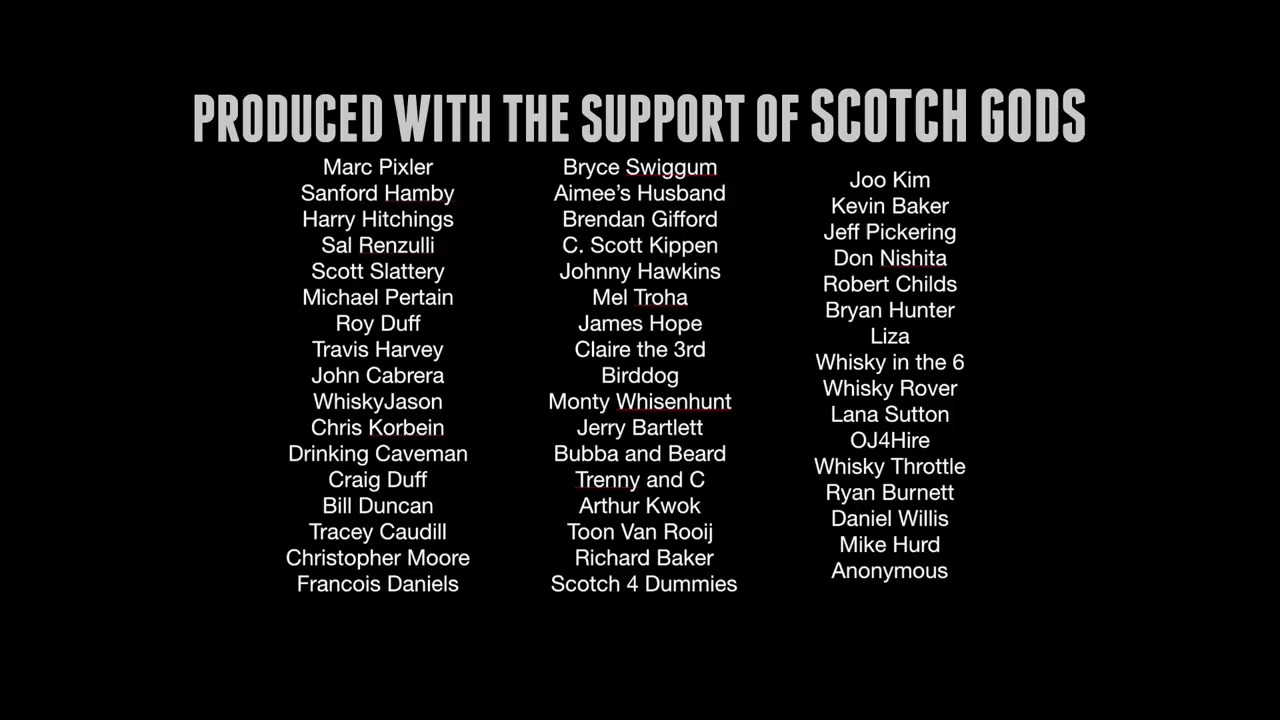 PRODUCED WITH THE SUPPORT OF SCOTCH GODS
Marc Pixler
Sanford Hamby
Harry Hitchings
Sal Renzulli
Scott Slattery
Michael Pertain
Roy Duff
Travis Harvey
John Cabrera
WhiskyJason
Chris Korbein
Drinking Caveman
Craig Duff
Bill Duncan
Tracey Caudill
Christopher Moore
Francois Daniels
Bryce Swiggum
Aimee's Husband
Brendan Gifford
C. Scott Kippen
Johnny Hawkins
Mel Troha
James Hope
Claire the 3rd
Birddog
Monty Whisenhunt
Jerry Bartlett
Bubba and Beard
Trenny and C
Arthur Kwok
Toon Van Rooij
Richard Baker
Scotch 4 Dummies
Joo Kim
Kevin Baker
Jeff Pickering
Don Nishita
Robert Childs
Bryan Hunter
Liza
Whisky in the 6
Whisky Rover
Lana Sutton
OJ4Hire
Whisky Throttle
Ryan Burnett
Daniel Willis
Mike Hurd
Anonymous